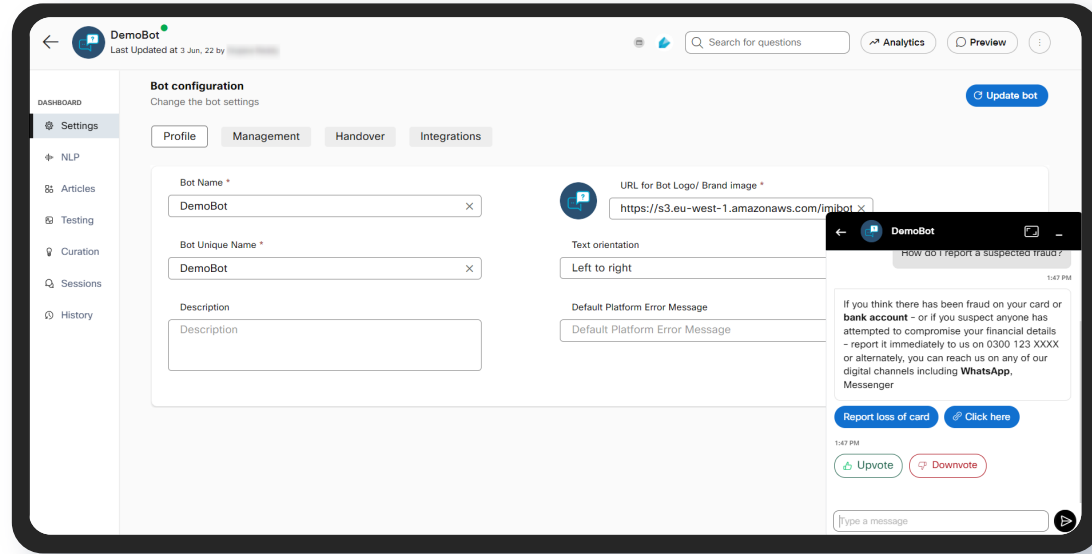 DemoBot
Last Updated at 3 Jun, 22 by
Search for questions
Analytics
Preview
DASHBOARD
Settings
NLP
Articles
Testing
Curation
Sessions
History
Bot configuration
Change the bot settings
Update bot
Profile
Management
Handover
Integrations
Bot Name *
DemoBot
URL for Bot Logo/ Brand image *
https://s3.eu-west-1.amazonaws.com/imibot
Bot Unique Name *
DemoBot
Text orientation
Left to right
Description
Description
Default Platform Error Message
Default Platform Error Message
DemoBot
How do I report a suspected fraud?
1:47 PM
If you think there has been fraud on your card or
bank account - or if you suspect anyone has
attempted to compromise your financial details
- report it immediately to us on 0300 123 XXXX
or alternately, you can reach us on any of our
digital channels including WhatsApp,
Messenger
Report loss of card
Click here
1:47 PM
Upvote
Downvote
Type a message